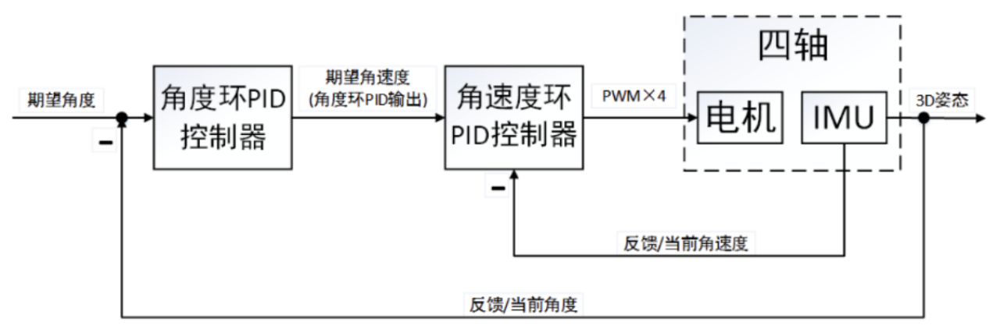 期望角度
角度环PID
控制器
期望角速度
(角度环PID输出)
角速度环
PID控制器
PWM×4
四轴
电机
IMU
3D姿态
反馈/当前角速度
反馈/当前角度